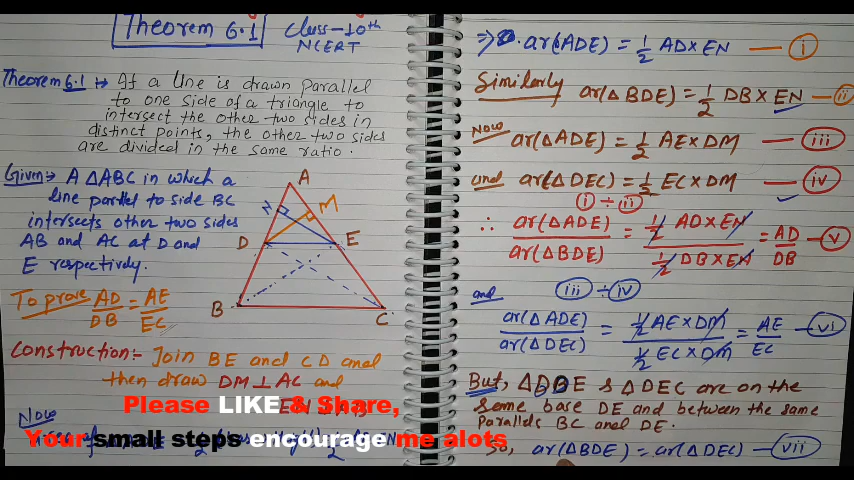 Theorem 6.1
Class-10th
NCERT
Theorem 6.1 → If a line is drawn parallel
to one side of a triangle to
intersect the other two sides in
distinct points, the other two sides
are divided in the same ratio.
Given → A △ABC in which a
line parallel to side BC
intersects other two sides
AB and AC at D and
E respectively.
A
N
M
D
E
B
C
To prove AD/DB = AE/EC
Construction:- Join BE and CD and
then draw DM ⊥ AC and
Please LIKE & Share,
Now
Your small steps encourage me alots
⇒ ar(ADE) = 1/2 AD × EN — i
Similarly ar(△BDE) = 1/2 DB × EN — ii
Now ar(△ADE) = 1/2 AE × DM — iii
and ar(△DEC) = 1/2 EC × DM — iv
i ÷ ii
∴ ar(△ADE)/ar(△BDE) = 1/2 AD × EN / 1/2 DB × EN = AD/DB — v
and iii ÷ iv
ar(△ADE)/ar(△DEC) = 1/2 AE × DM / 1/2 EC × DM = AE/EC — vi
But, △DBE & △DEC are on the
same base DE and between the same
parallels BC and DE.
So, ar(△BDE) = ar(△DEC) — vii